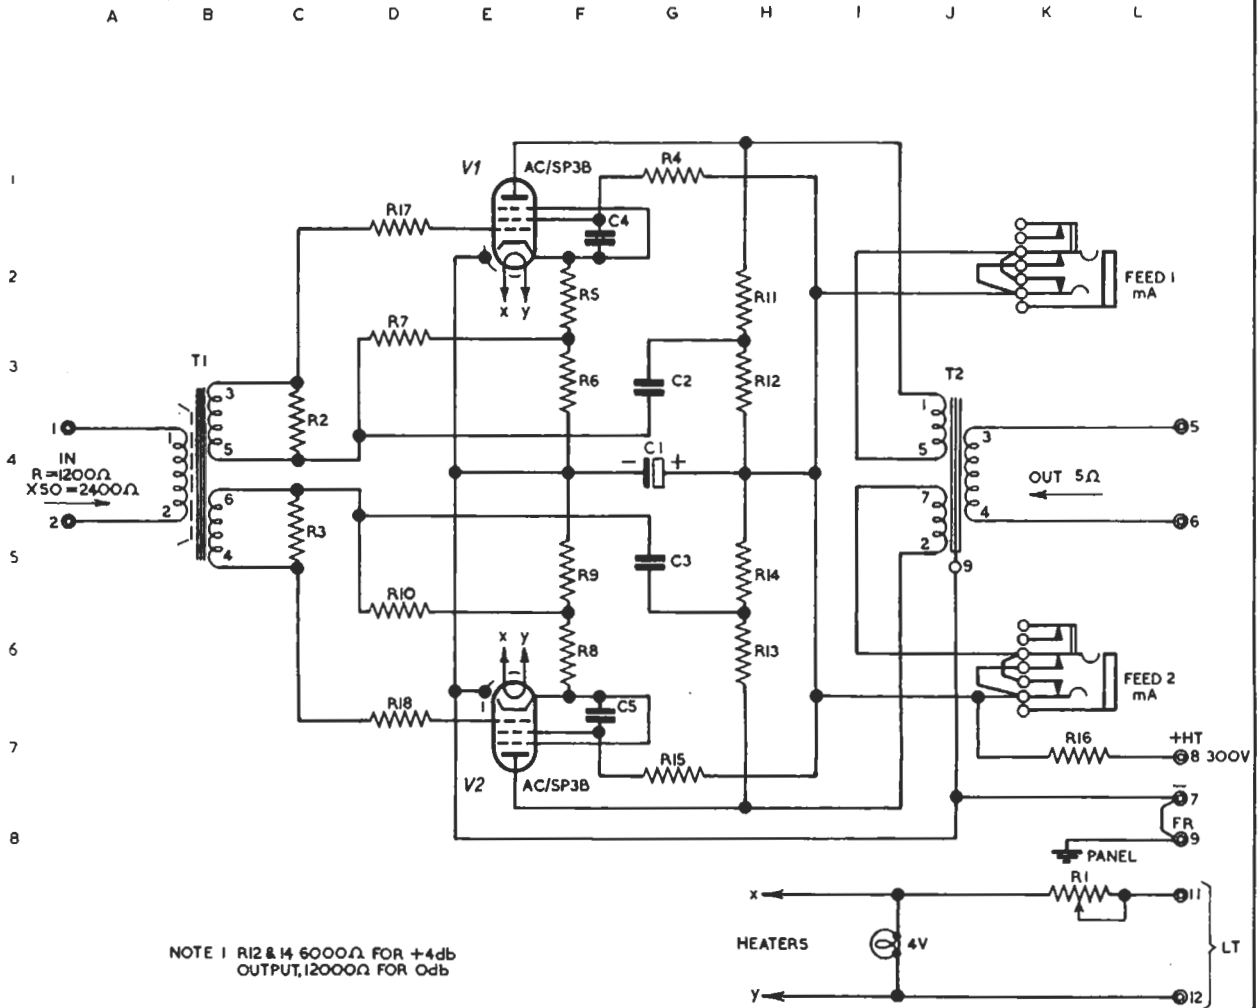 A B C D E F G H I J K L
1
V1 AC/SP3B
R4
R17
C4
2
x y
R5
R11
FEED 1
mA
R7
3
T1
3
R6
C2
R12
T2
1
1
1
R2
5
5
3
5
4
IN
R=1200Ω
X50=2400Ω
− C1 +
OUT 5Ω
2
2
6
R3
4
7
2
4
6
5
C3
R9
R14
9
R10
6
x y
R8
R13
R18
C5
FEED 2
mA
7
R15
R16
+HT
8 300V
V2 AC/SP3B
− 7
8
FR
9
PANEL
R1
x
11
HEATERS
4V
LT
y
12
NOTE 1 R12 & 14 6000Ω FOR +4db
OUTPUT, 12000Ω FOR 0db